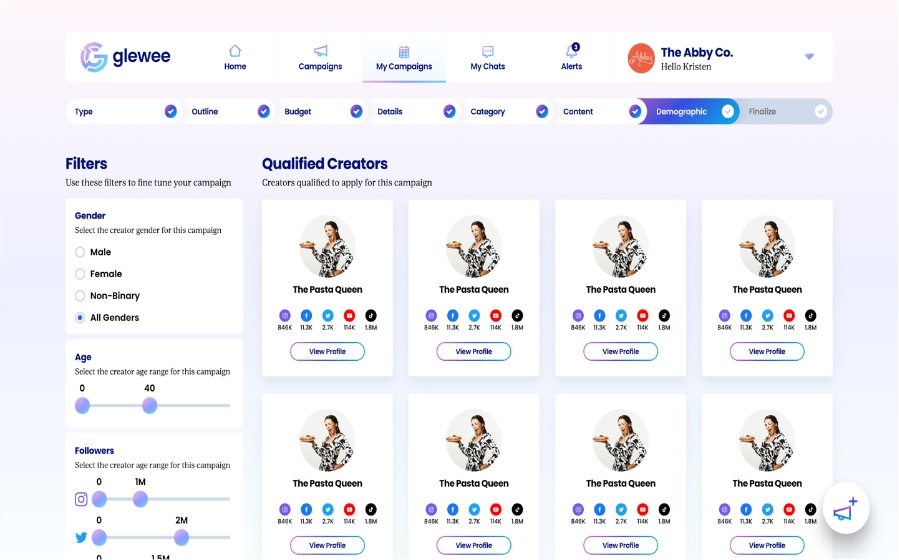 glewee
Home
Campaigns
My Campaigns
My Chats
3
Alerts
Abby
The Abby Co.
Hello Kristen
Type
Outline
Budget
Details
Category
Content
Demographic
Finalize
Filters
Use these filters to fine tune your campaign
Gender
Select the creator gender for this campaign
Male
Female
Non-Binary
All Genders
Age
Select the creator age range for this campaign
0 40
Followers
Select the creator age range for this campaign
0 1M
0 2M
0 1.5M
Qualified Creators
Creators qualified to apply for this campaign
The Pasta Queen
846K 11.3K 2.7K 114K 1.8M
View Profile
The Pasta Queen
846K 11.3K 2.7K 114K 1.8M
View Profile
The Pasta Queen
846K 11.3K 2.7K 114K 1.8M
View Profile
The Pasta Queen
846K 11.3K 2.7K 114K 1.8M
View Profile
The Pasta Queen
846K 11.3K 2.7K 114K 1.8M
View Profile
The Pasta Queen
846K 11.3K 2.7K 114K 1.8M
View Profile
The Pasta Queen
846K 11.3K 2.7K 114K 1.8M
View Profile
The Pasta Queen
846K 11.3K 2.7K 114K 1.8M
View Profile